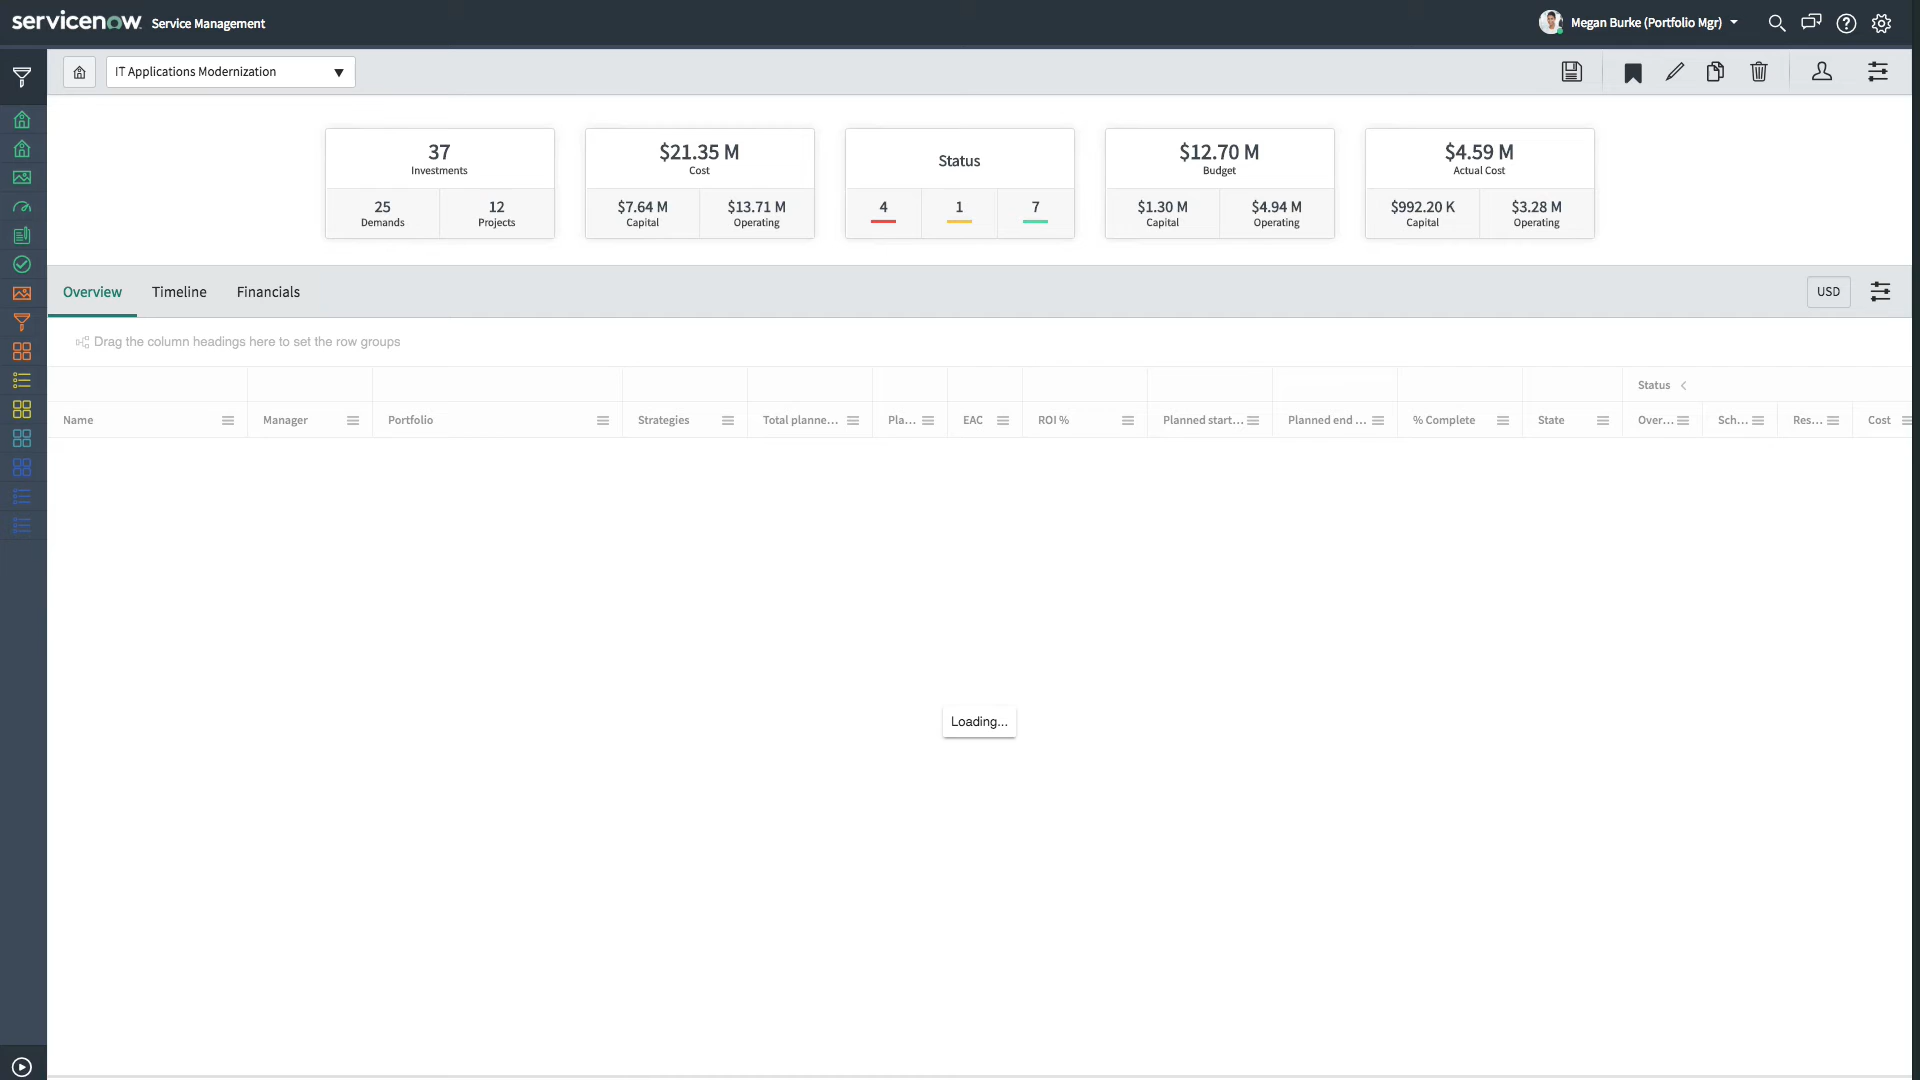 servicenow Service Management
Megan Burke (Portfolio Mgr)
IT Applications Modernization
37
Investments
25
Demands
12
Projects
$21.35 M
Cost
$7.64 M
Capital
$13.71 M
Operating
Status
4
1
7
$12.70 M
Budget
$1.30 M
Capital
$4.94 M
Operating
$4.59 M
Actual Cost
$992.20 K
Capital
$3.28 M
Operating
Overview Timeline Financials USD
Drag the column headings here to set the row groups
Status
Name Manager Portfolio Strategies Total planne... Pla... EAC ROI % Planned start... Planned end ... % Complete State Over... Sch... Res... Cost
Loading...